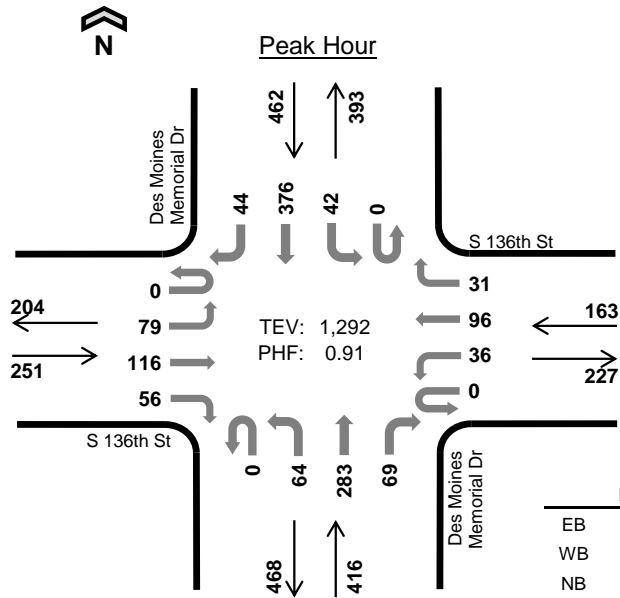 N
Peak Hour
462
393
Des Moines
Memorial Dr
44
376
42
0
S 136th St
0
31
204
79
TEV: 1,292
96
163
251
116
PHF: 0.91
36
227
56
0
S 136th St
0
64
283
69
Des Moines
Memorial Dr
468
416
EB
WB
NB